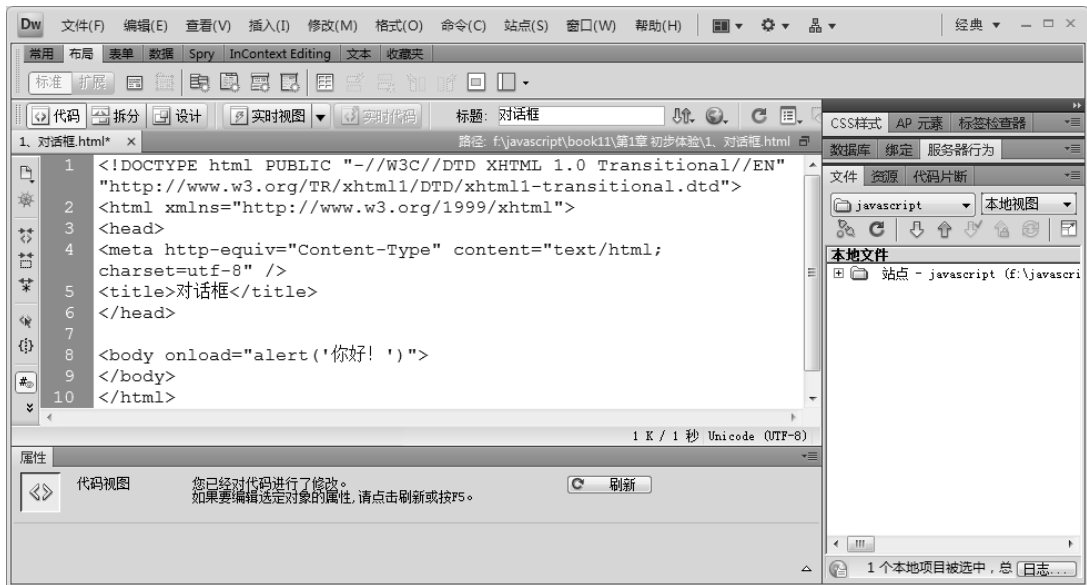 Dw 文件(F) 编辑(E) 查看(V) 插入(I) 修改(M) 格式(O) 命令(C) 站点(S) 窗口(W) 帮助(H) 经典
常用 布局 表单 数据 Spry InContext Editing 文本 收藏夹
标准 扩展
代码 拆分 设计 实时视图 实时代码 标题: 对话框
1、对话框.html* × 路径: f:\javascript\book11\第1章 初步体验\1、对话框.html
1 <!DOCTYPE html PUBLIC "-//W3C//DTD XHTML 1.0 Transitional//EN"
"http://www.w3.org/TR/xhtml1/DTD/xhtml1-transitional.dtd">
2 <html xmlns="http://www.w3.org/1999/xhtml">
3 <head>
4 <meta http-equiv="Content-Type" content="text/html;
charset=utf-8" />
5 <title>对话框</title>
6 </head>
7
8 <body onload="alert('你好！')">
9 </body>
10 </html>
1 K / 1 秒 Unicode (UTF-8)
属性
代码视图 您已经对代码进行了修改。
如果要编辑选定对象的属性,请点击刷新或按F5。
刷新
CSS样式 AP 元素 标签检查器
数据库 绑定 服务器行为
文件 资源 代码片断
javascript 本地视图
本地文件
站点 - javascript (f:\javascri
1 个本地项目被选中，总 日志...